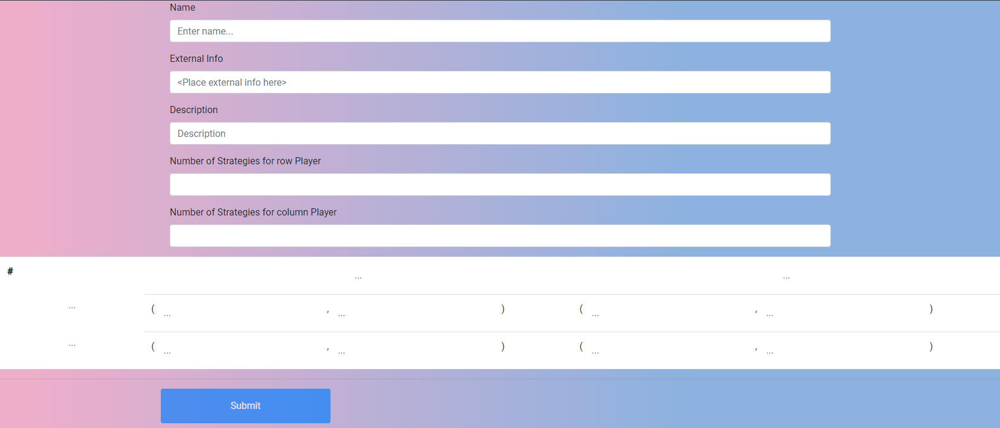 Name
Enter name...
External Info
<Place external info here>
Description
Description
Number of Strategies for row Player
Number of Strategies for column Player
# ... ...
... ( ... , ... ) ( ... , ... )
... ( ... , ... ) ( ... , ... )
Submit